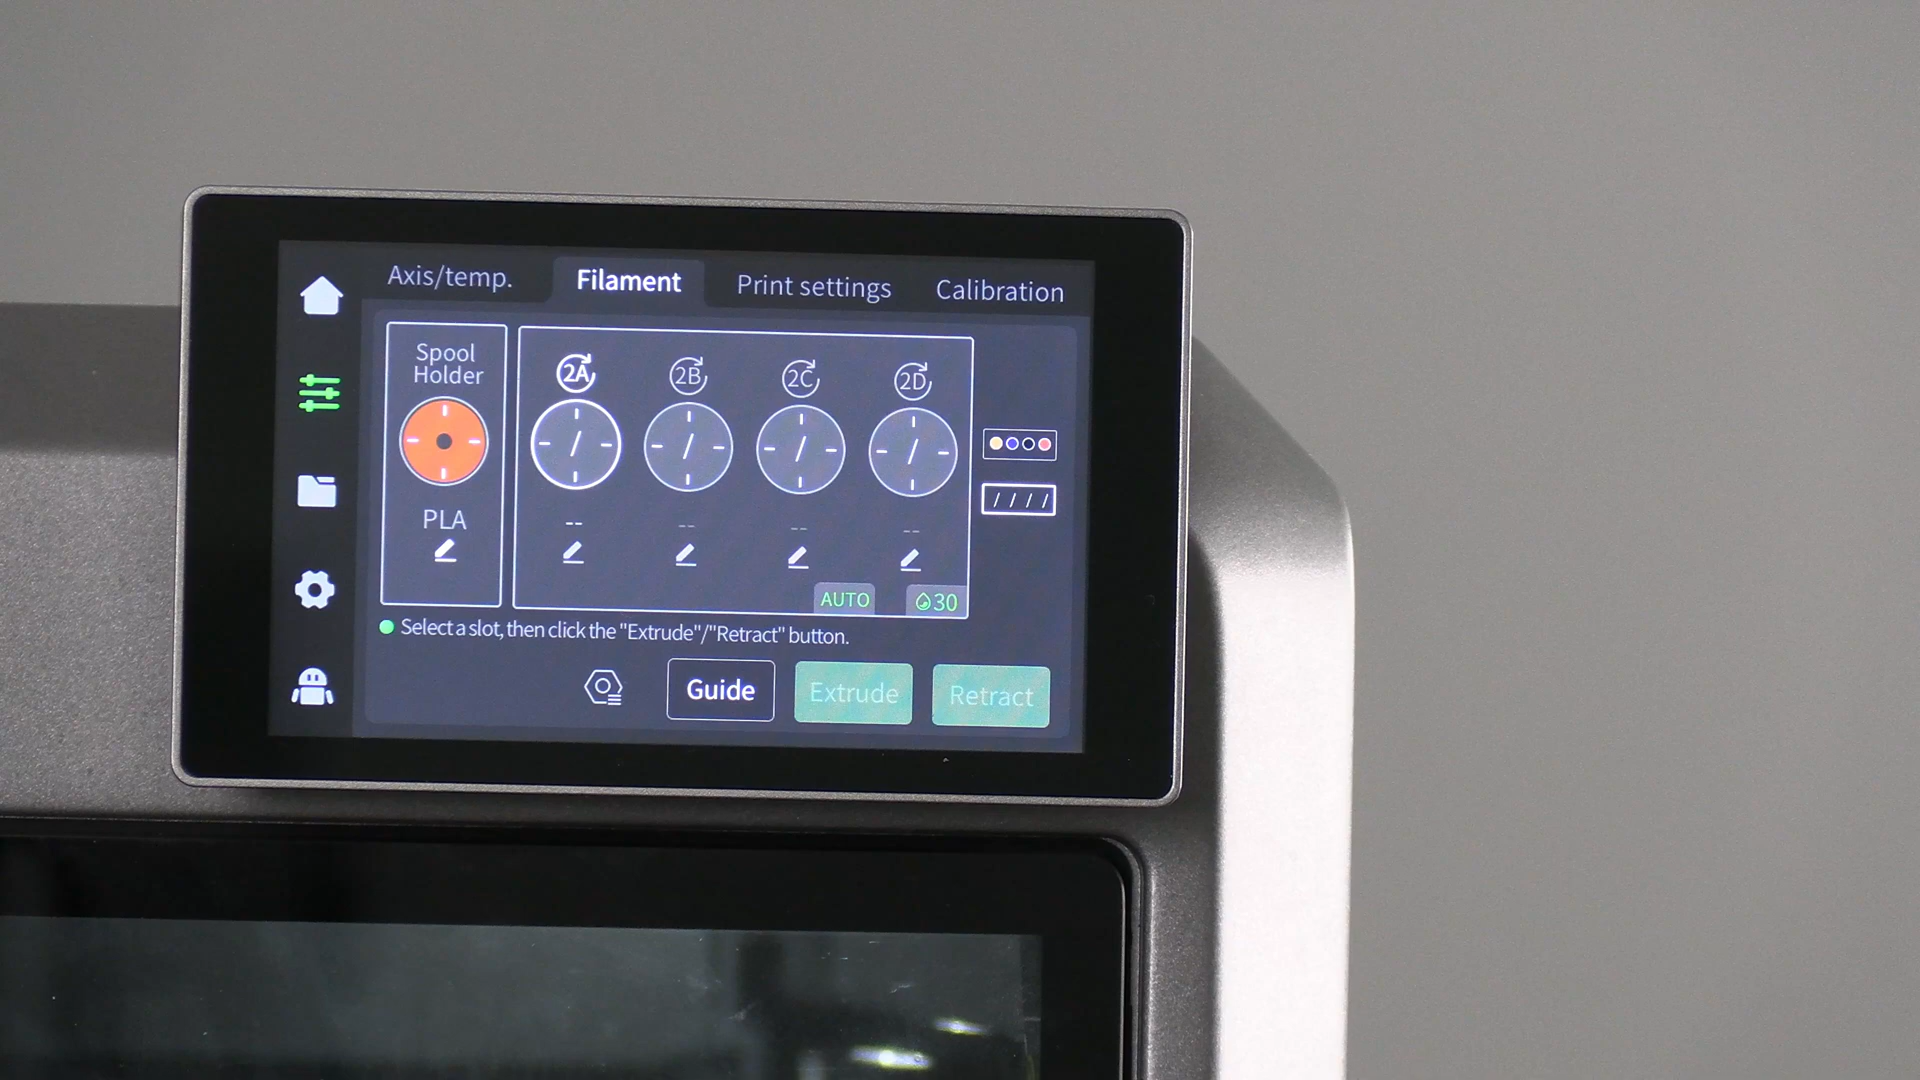 Axis/temp.
Filament
Print settings
Calibration
Spool
Holder
PLA
2A
2B
2C
2D
--
--
--
--
AUTO
30
Select a slot, then click the "Extrude"/"Retract" button.
Guide
Extrude
Retract